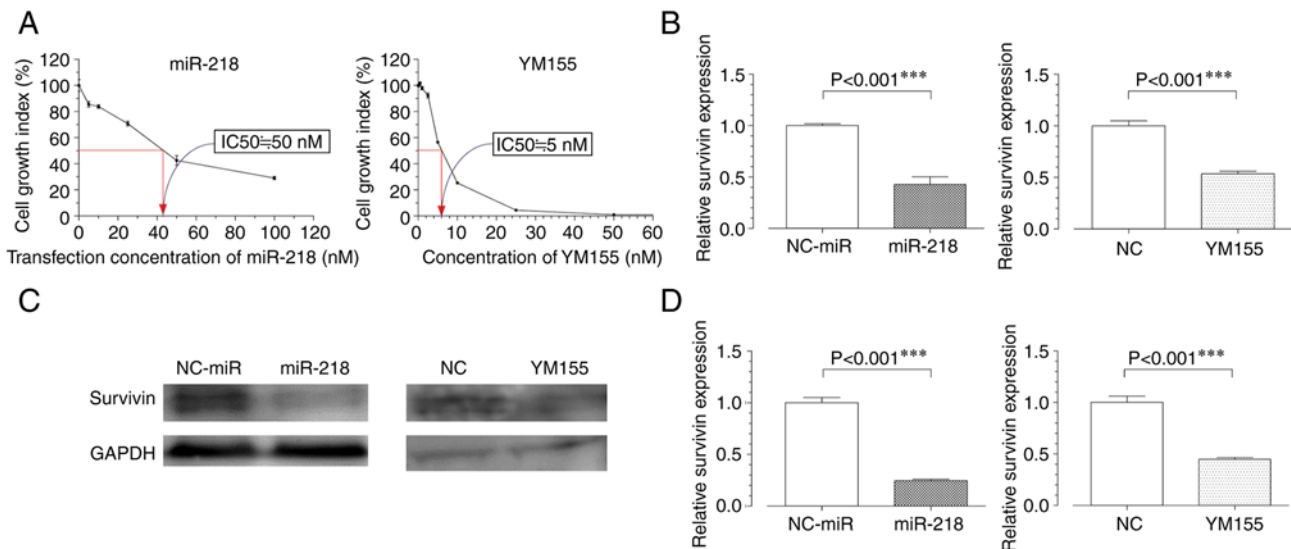 A
miR-218
Cell growth index (%)
120
100
80
60
40
20
0
IC50≒50 nM
0 20 40 60 80 100 120
Transfection concentration of miR-218 (nM)
YM155
Cell growth index (%)
120
100
80
60
40
20
0
IC50≒5 nM
0 10 20 30 40 50 60
Concentration of YM155 (nM)
B
Relative survivin expression
1.5
1.0
0.5
0.0
P<0.001***
NC-miR miR-218
Relative survivin expression
1.5
1.0
0.5
0.0
P<0.001***
NC YM155
C
NC-miR miR-218
NC YM155
Survivin
GAPDH
D
Relative survivin expression
1.5
1.0
0.5
0.0
P<0.001***
NC-miR miR-218
Relative survivin expression
1.5
1.0
0.5
0.0
P<0.001***
NC YM155